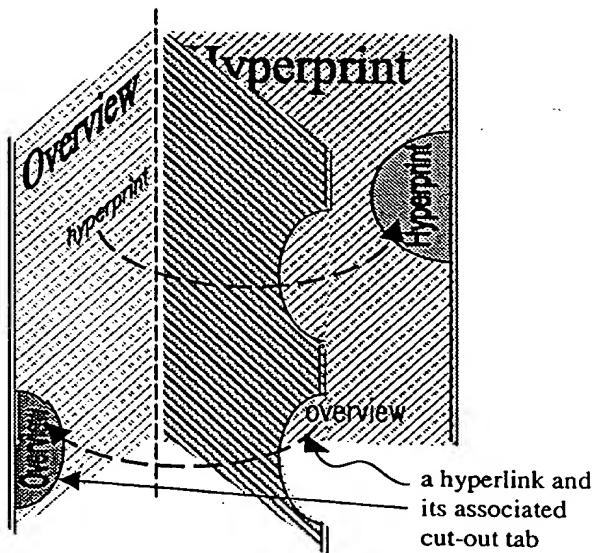 Overview
Hyperprint
hyperprint
Hyperprint
overview
Overview
a hyperlink and
its associated
cut-out tab